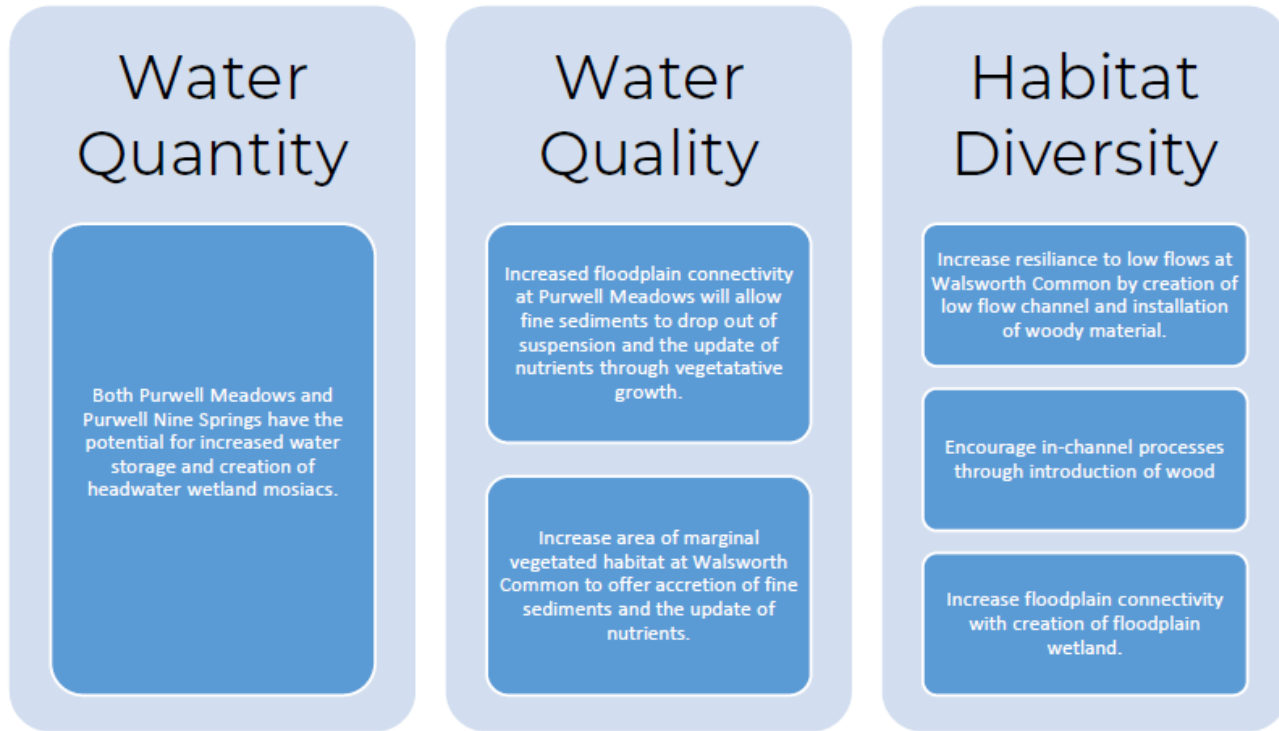 Water
Quantity
Both Purwell Meadows and
Purwell Nine Springs have the
potential for increased water
storage and creation of
headwater wetland mosiacs.
Water
Quality
Increased floodplain connectivity
at Purwell Meadows will allow
fine sediments to drop out of
suspension and the update of
nutrients through vegetatative
growth.
Increase area of marginal
vegetated habitat at Walsworth
Common to offer accretion of fine
sediments and the update of
nutrients.
Habitat
Diversity
Increase resiliance to low flows at
Walsworth Common by creation of
low flow channel and installation
of woody material.
Encourage in-channel processes
through introduction of wood
Increase floodplain connectivity
with creation of floodplain
wetland.